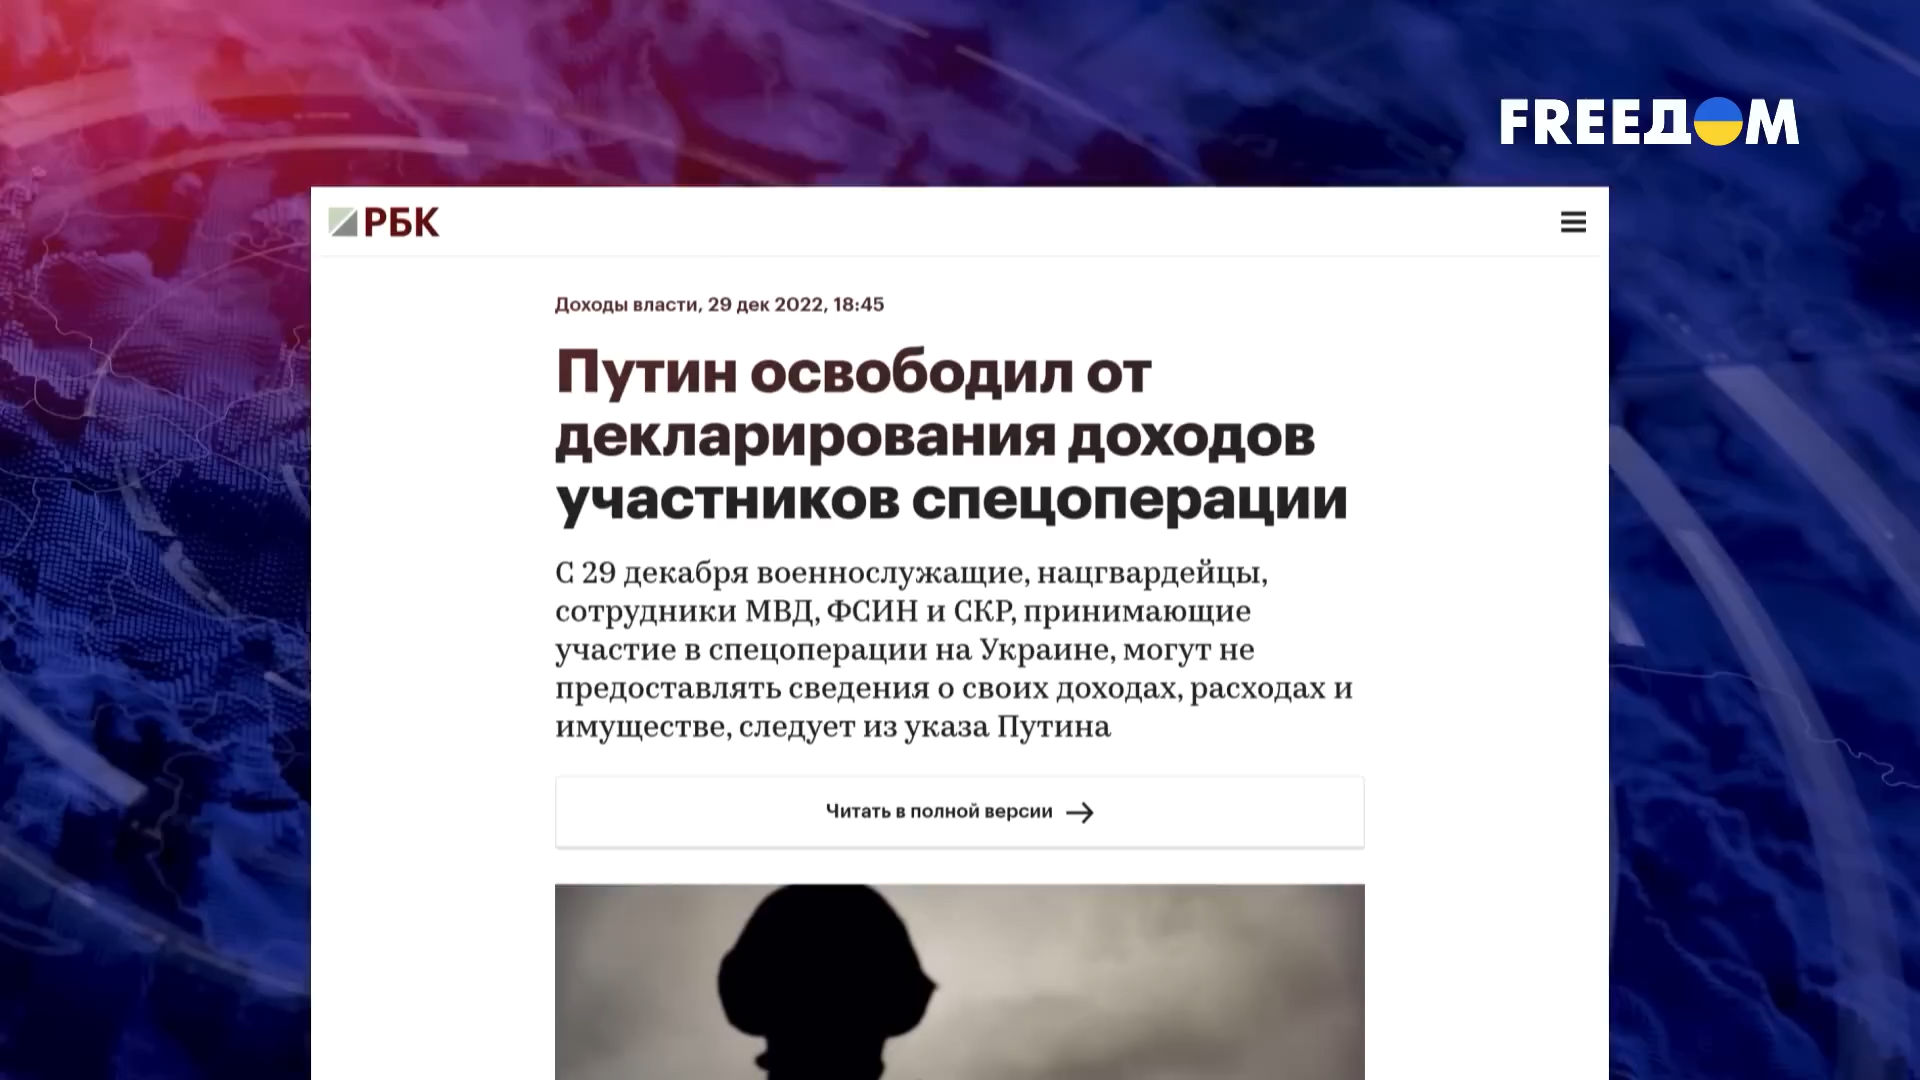 FREEДOM
РБК
Доходы власти, 29 дек 2022, 18:45
Путин освободил от
декларирования доходов
участников спецоперации
С 29 декабря военнослужащие, нацгвардейцы,
сотрудники МВД, ФСИН и СКР, принимающие
участие в спецоперации на Украине, могут не
предоставлять сведения о своих доходах, расходах и
имуществе, следует из указа Путина
Читать в полной версии